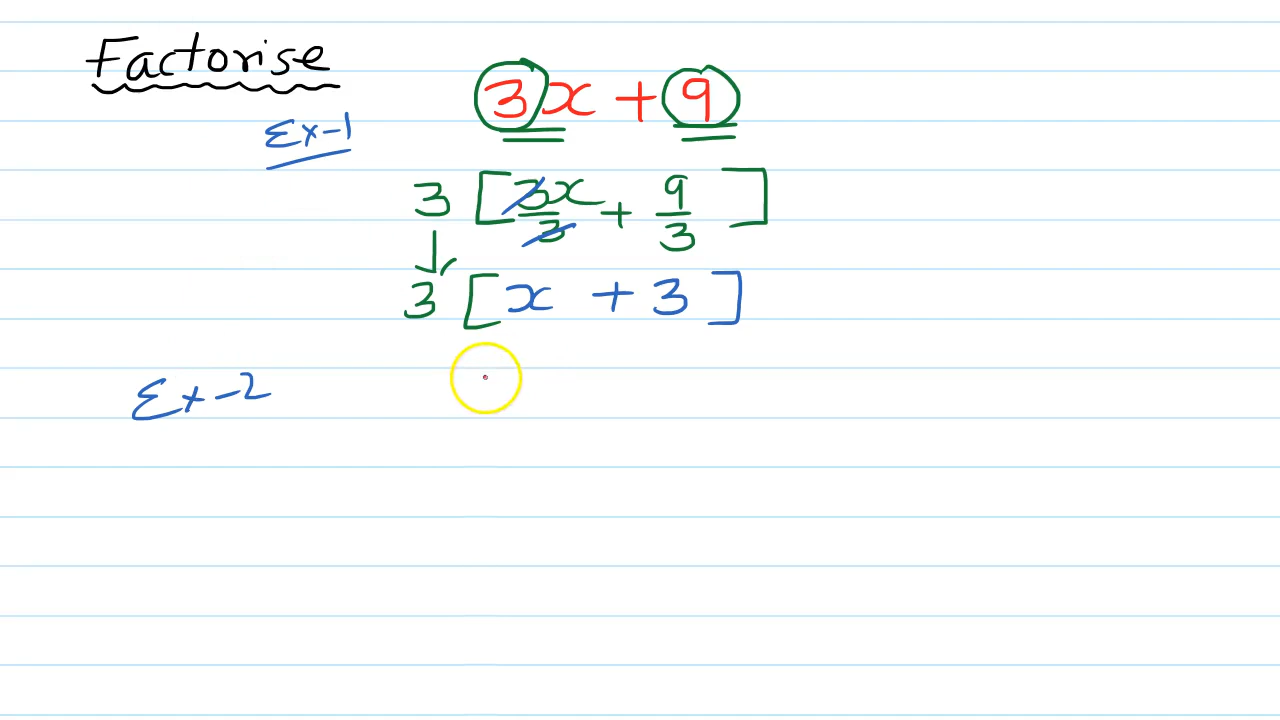 Factorise
3x + 9
Ex-1
3 [ 3x/3 + 9/3 ]
3 [ x + 3 ]
Ex-2